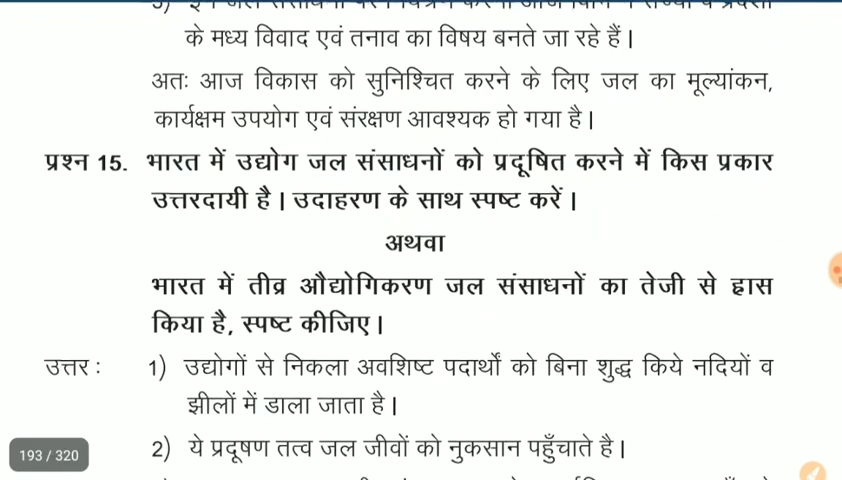 के मध्य विवाद एवं तनाव का विषय बनते जा रहे हैं।
अतः आज विकास को सुनिश्चित करने के लिए जल का मूल्यांकन,
कार्यक्षम उपयोग एवं संरक्षण आवश्यक हो गया है।
प्रश्न 15. भारत में उद्योग जल संसाधनों को प्रदूषित करने में किस प्रकार
उत्तरदायी है। उदाहरण के साथ स्पष्ट करें।
अथवा
भारत में तीव्र औद्योगिकरण जल संसाधनों का तेजी से ह्रास
किया है, स्पष्ट कीजिए।
उत्तर : 1) उद्योगों से निकला अवशिष्ट पदार्थों को बिना शुद्ध किये नदियों व
झीलों में डाला जाता है।
2) ये प्रदूषण तत्व जल जीवों को नुकसान पहुँचाते है।
193 / 320